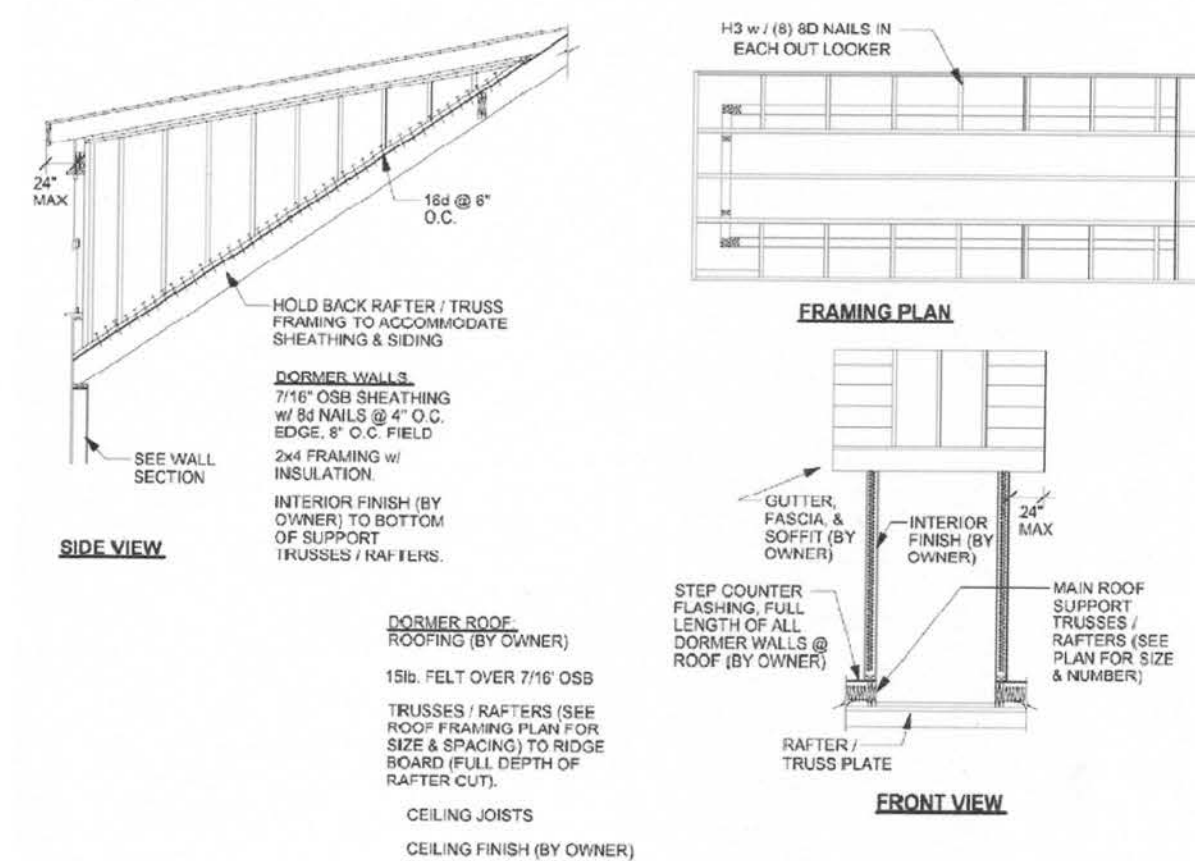 H3 w/ (8) 8D NAILS IN
EACH OUT LOOKER
24"
MAX
16d @ 6"
O.C.
HOLD BACK RAFTER / TRUSS
FRAMING TO ACCOMMODATE
SHEATHING & SIDING
DORMER WALLS:
7/16" OSB SHEATHING
w/ 8d NAILS @ 4" O.C.
EDGE, 8" O.C. FIELD
2x4 FRAMING w/
INSULATION.
INTERIOR FINISH (BY
OWNER) TO BOTTOM
OF SUPPORT
TRUSSES / RAFTERS.
SEE WALL
SECTION
SIDE VIEW
DORMER ROOF:
ROOFING (BY OWNER)
15lb. FELT OVER 7/16' OSB
TRUSSES / RAFTERS (SEE
ROOF FRAMING PLAN FOR
SIZE & SPACING) TO RIDGE
BOARD (FULL DEPTH OF
RAFTER CUT).
CEILING JOISTS
CEILING FINISH (BY OWNER)
FRAMING PLAN
GUTTER,
FASCIA, &
SOFFIT (BY
OWNER)
INTERIOR
FINISH (BY
OWNER)
24"
MAX
STEP COUNTER
FLASHING, FULL
LENGTH OF ALL
DORMER WALLS @
ROOF (BY OWNER)
MAIN ROOF
SUPPORT
TRUSSES /
RAFTERS (SEE
PLAN FOR SIZE
& NUMBER)
RAFTER /
TRUSS PLATE
FRONT VIEW